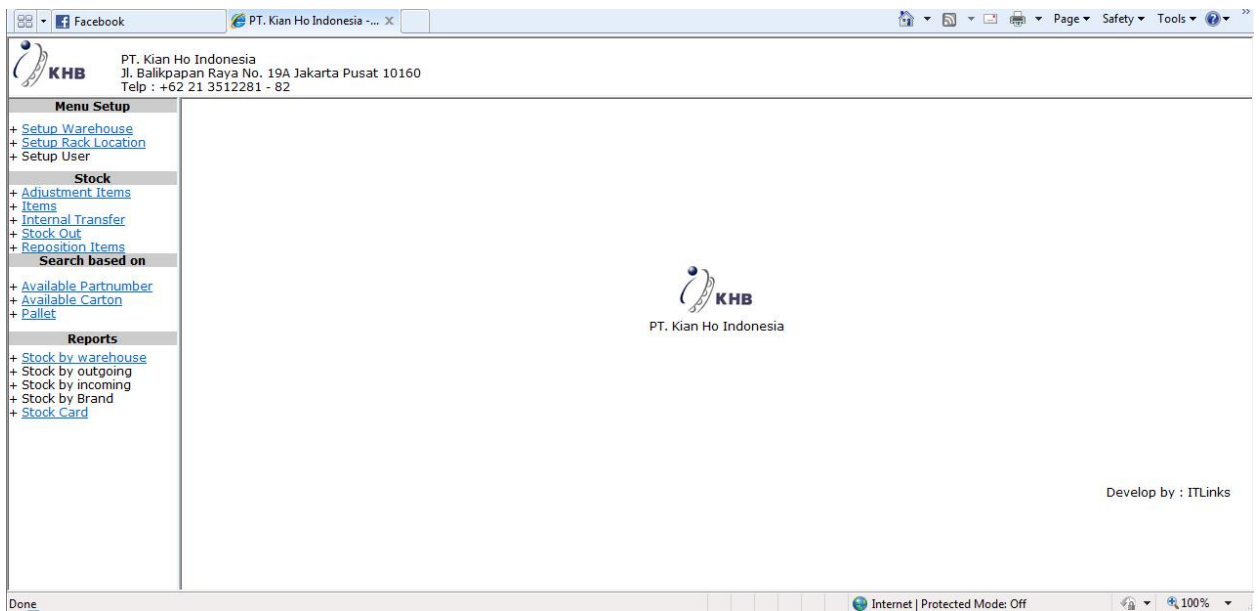 Facebook
PT. Kian Ho Indonesia -...
Page
Safety
Tools
KHB
PT. Kian Ho Indonesia
Jl. Balikpapan Raya No. 19A Jakarta Pusat 10160
Telp : +62 21 3512281 - 82
Menu Setup
+ Setup Warehouse
+ Setup Rack Location
+ Setup User
Stock
+ Adjustment Items
+ Items
+ Internal Transfer
+ Stock Out
+ Reposition Items
Search based on
+ Available Partnumber
+ Available Carton
+ Pallet
Reports
+ Stock by warehouse
+ Stock by outgoing
+ Stock by incoming
+ Stock by Brand
+ Stock Card
KHB
PT. Kian Ho Indonesia
Develop by : ITLinks
Done
Internet | Protected Mode: Off
100%